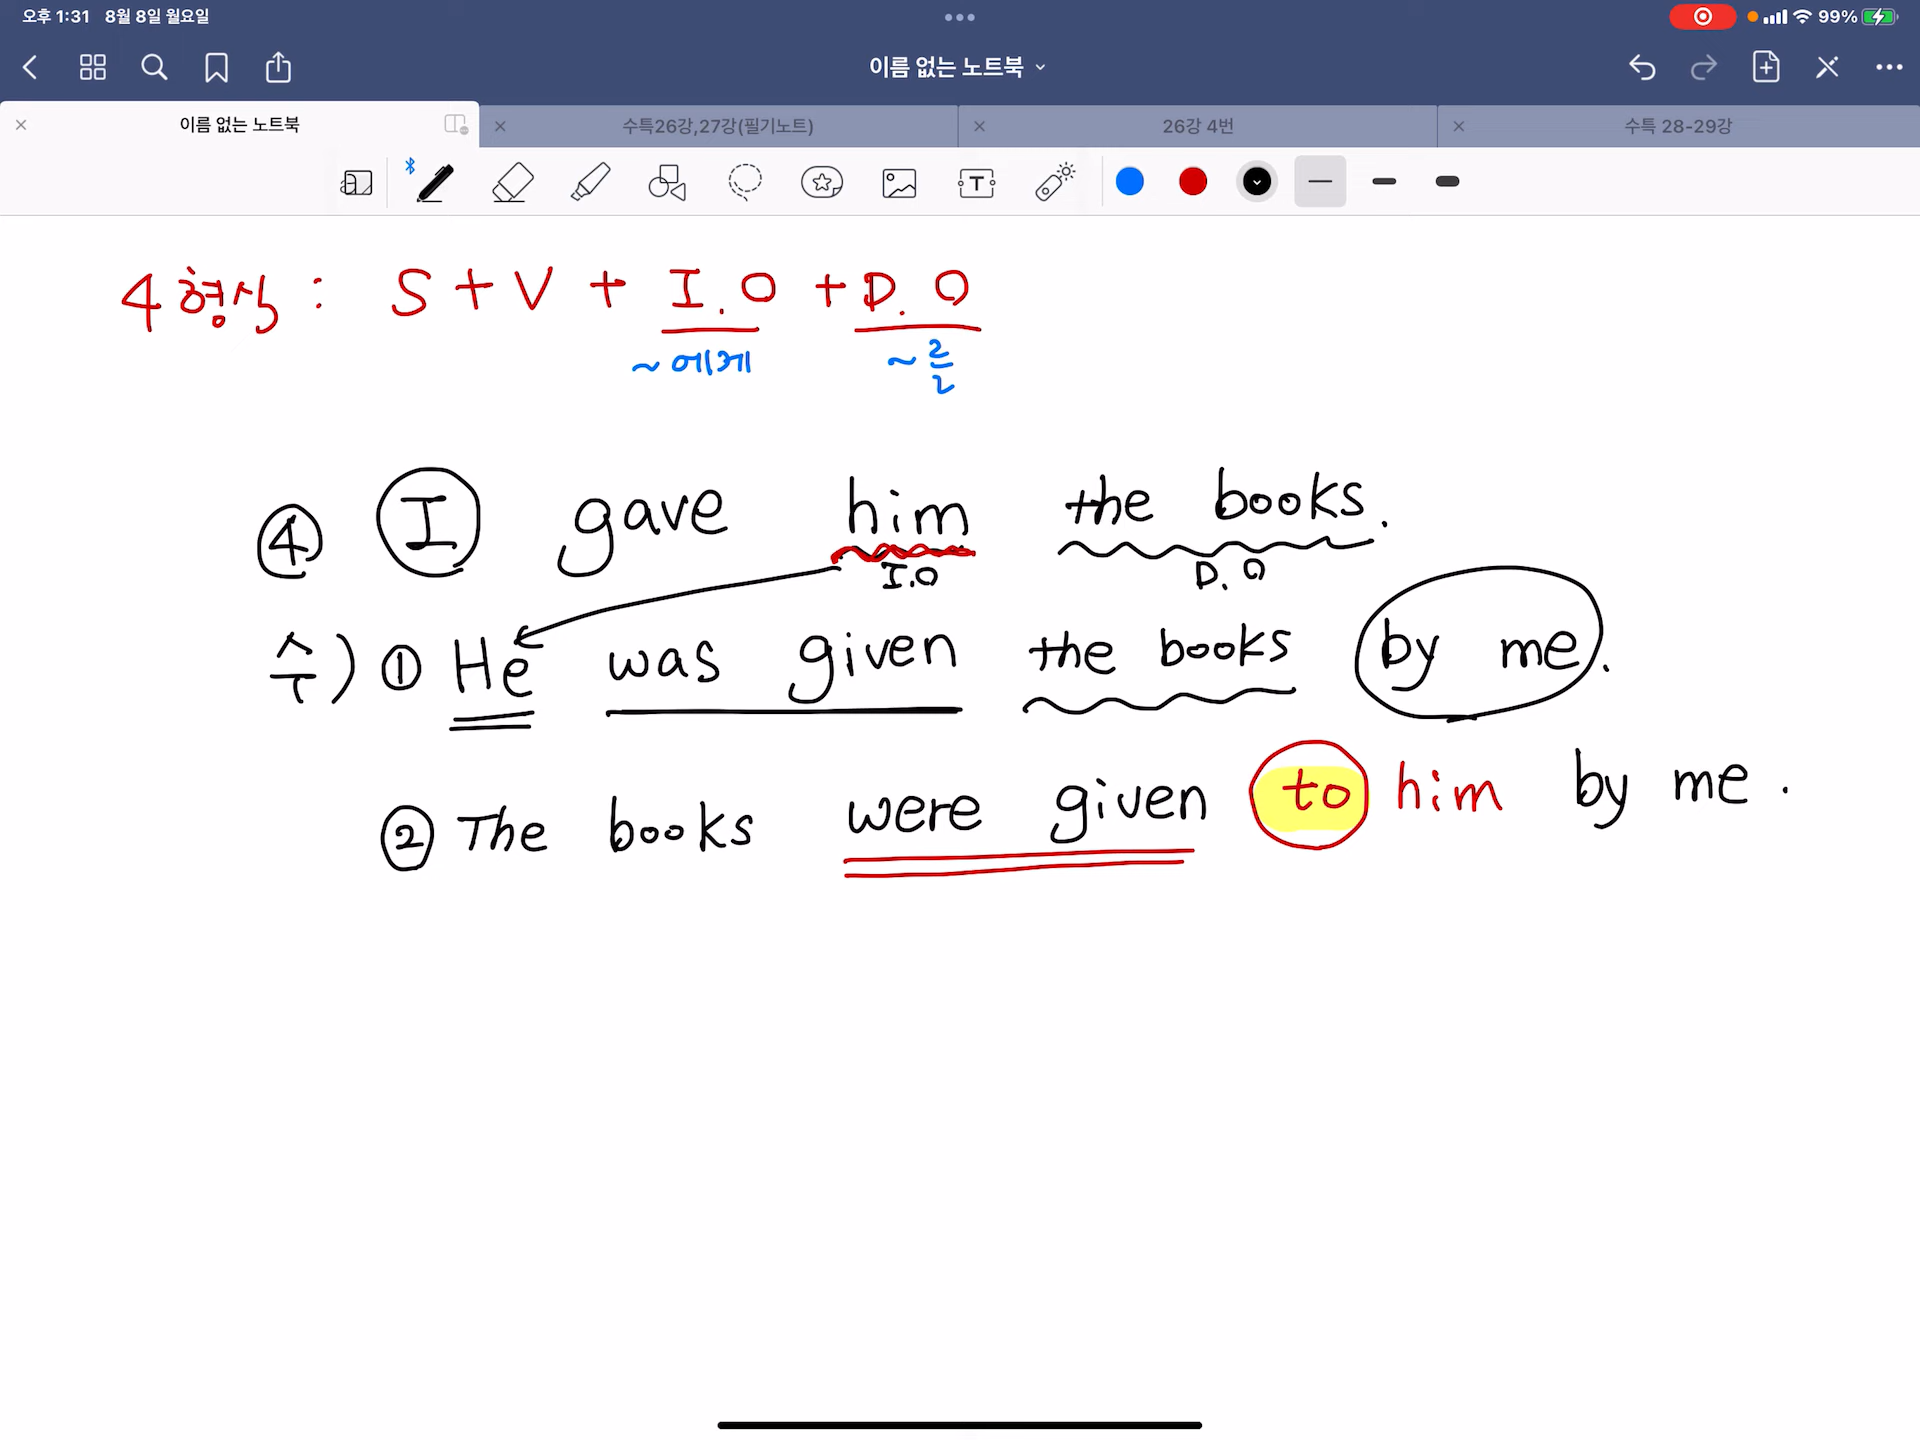 오후 1:31 8월 8일 월요일 99%
이름 없는 노트북
이름 없는 노트북 수특26강,27강(필기노트) 26강 4번 수특 28-29강
4형식 : S + V + I.O + D.O
~에게 ~를
④ I gave him the books.
I.O D.O
수) ① He was given the books by me.
② The books were given to him by me.